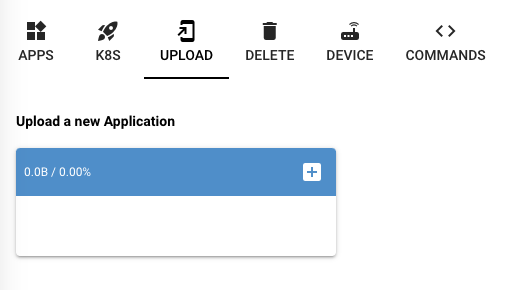 APPS K8S UPLOAD DELETE DEVICE COMMANDS
Upload a new Application
0.0B / 0.00%